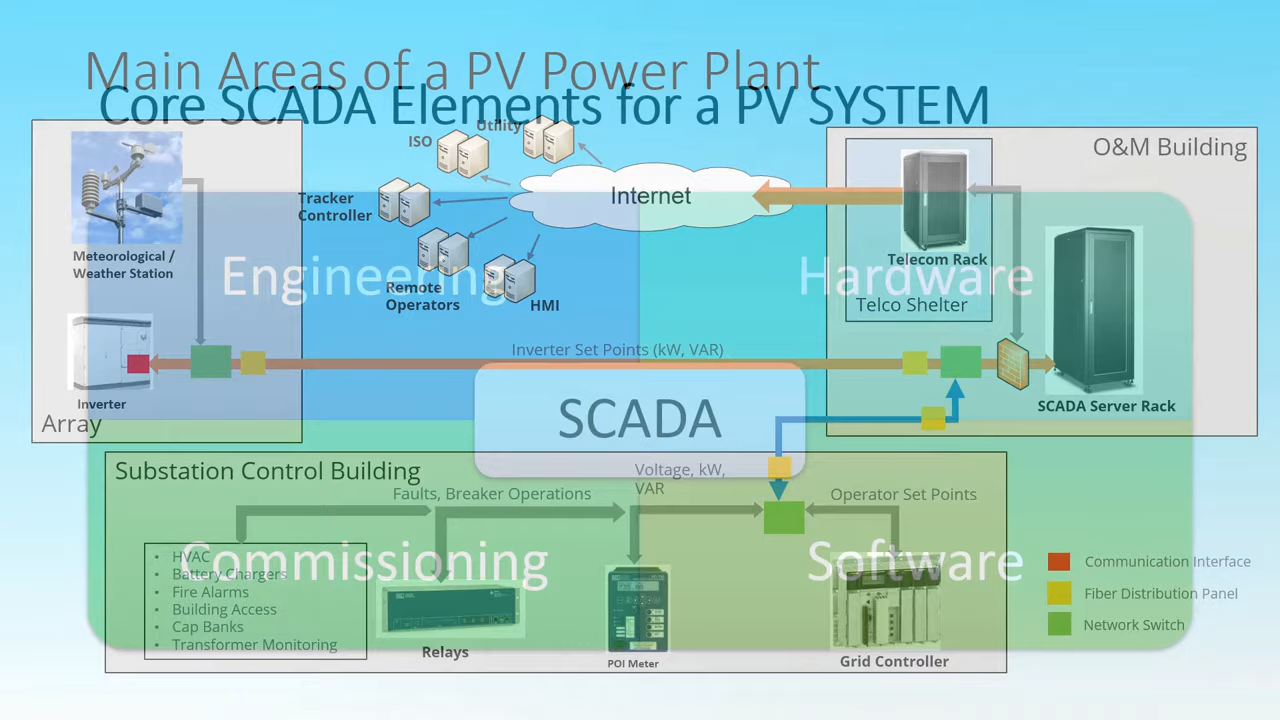 Main Areas of a PV Power Plant
Core SCADA Elements for a PV SYSTEM
ISO
Utility
Internet
Tracker
Controller
Remote
Operators
HMI
O&M Building
Telecom Rack
Telco Shelter
SCADA Server Rack
Meteorological /
Weather Station
Inverter
Array
Engineering
Hardware
Inverter Set Points (kW, VAR)
SCADA
Substation Control Building
Voltage, kW,
VAR
Faults, Breaker Operations
Operator Set Points
Commissioning
Software
• HVAC
• Battery Chargers
• Fire Alarms
• Building Access
• Cap Banks
• Transformer Monitoring
Relays
POI Meter
Grid Controller
Communication Interface
Fiber Distribution Panel
Network Switch